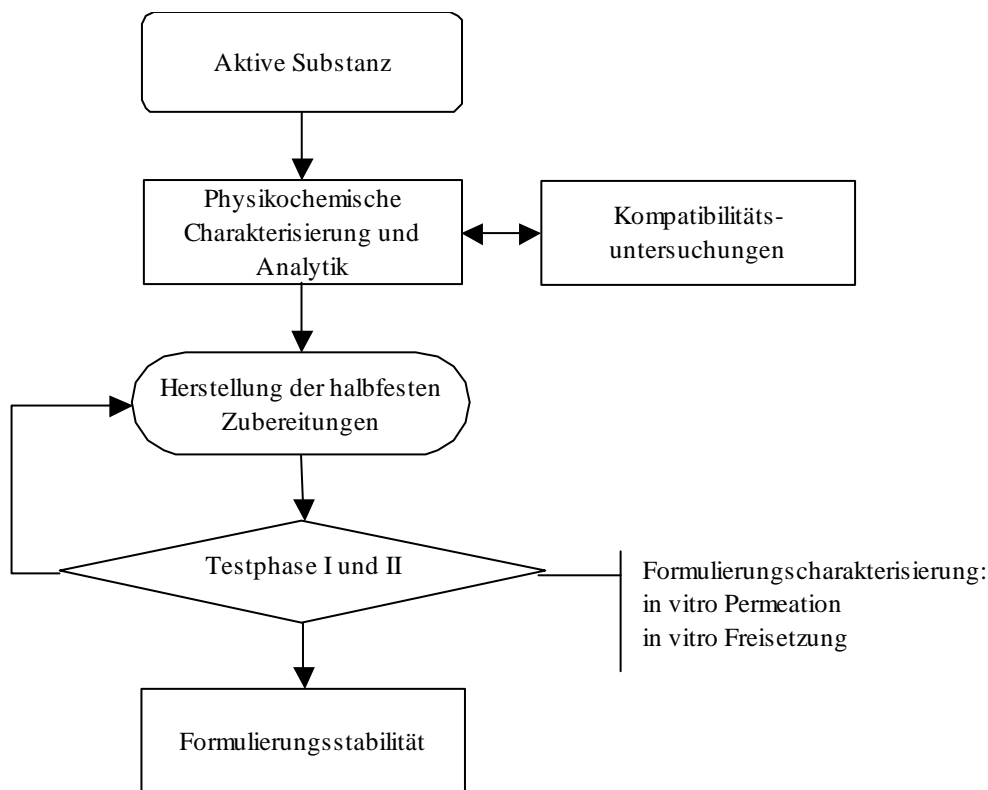 Aktive Substanz
Physikochemische
Charakterisierung und
Analytik
Kompatibilitäts-
untersuchungen
Herstellung der halbfesten
Zubereitungen
Testphase I und II
Formulierungscharakterisierung:
in vitro Permeation
in vitro Freisetzung
Formulierungsstabilität